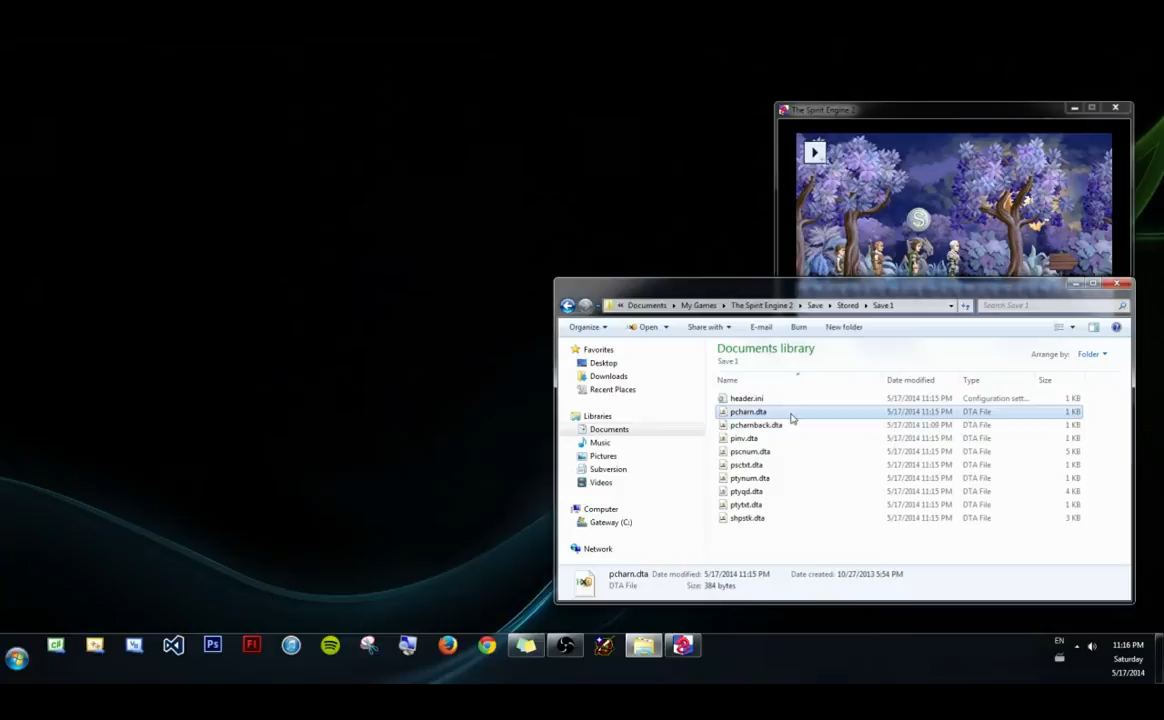 The Spirit Engine 2
« Documents ▸ My Games ▸ The Spirit Engine 2 ▸ Save ▸ Stored ▸ Save 1
Search Save 1
Organize Open Share with E-mail Burn New folder
Favorites
Desktop
Downloads
Recent Places
Libraries
Documents
Music
Pictures
Subversion
Videos
Computer
Gateway (C:)
Network
Documents library
Save 1
Arrange by: Folder
Name Date modified Type Size
header.ini 5/17/2014 11:15 PM Configuration sett... 1 KB
pcharn.dta 5/17/2014 11:15 PM DTA File 1 KB
pcharnback.dta 5/17/2014 11:09 PM DTA File 1 KB
pinv.dta 5/17/2014 11:15 PM DTA File 1 KB
pscnum.dta 5/17/2014 11:15 PM DTA File 5 KB
psctxt.dta 5/17/2014 11:15 PM DTA File 1 KB
ptynum.dta 5/17/2014 11:15 PM DTA File 1 KB
ptyqd.dta 5/17/2014 11:15 PM DTA File 4 KB
ptytxt.dta 5/17/2014 11:15 PM DTA File 1 KB
shpstk.dta 5/17/2014 11:15 PM DTA File 3 KB
pcharn.dta Date modified: 5/17/2014 11:15 PM Date created: 10/27/2013 5:54 PM
DTA File Size: 384 bytes
S
C#
Ps
Fl
EN
11:16 PM
Saturday
5/17/2014